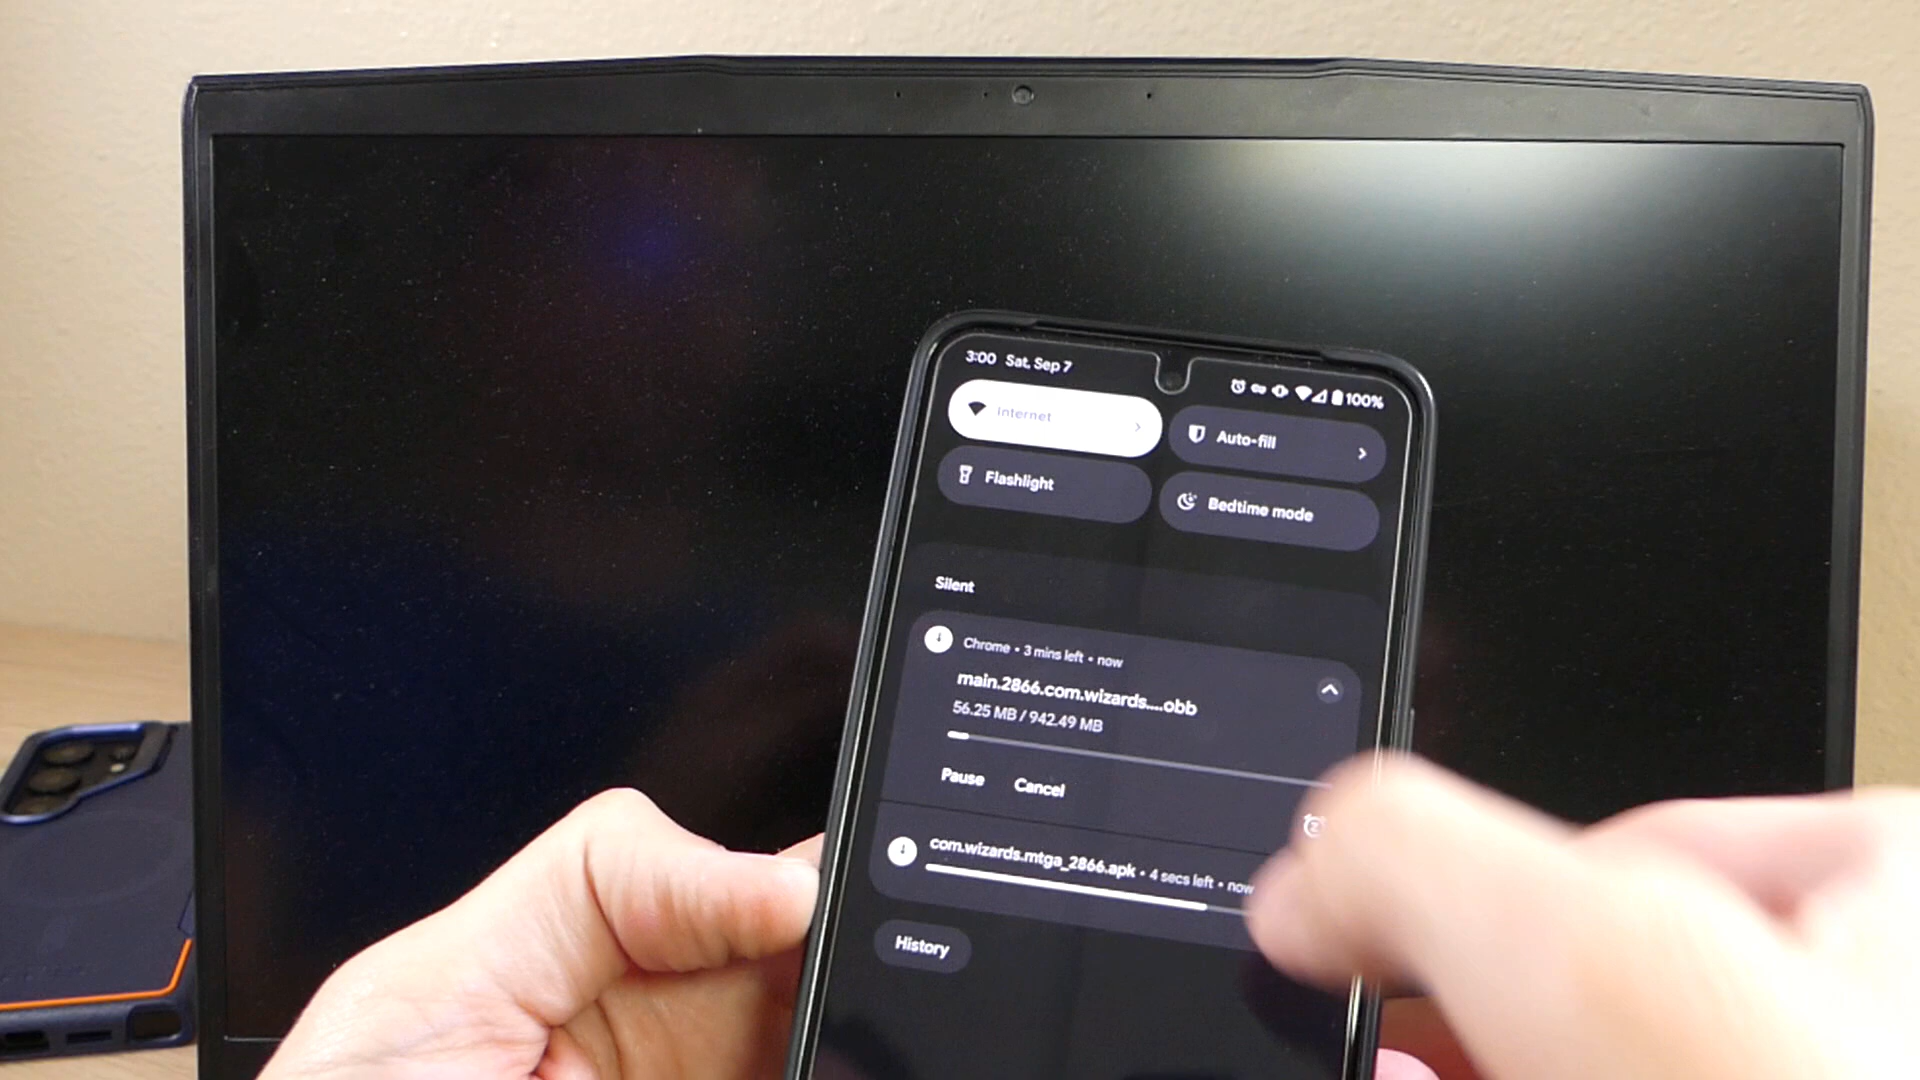 3:00 Sat, Sep 7
100%
Internet
Auto-fill
Flashlight
Bedtime mode
Silent
Chrome • 3 mins left • now
main.2866.com.wizards....obb
56.25 MB / 942.49 MB
Pause Cancel
com.wizards.mtga_2866.apk • 4 secs left • now
History